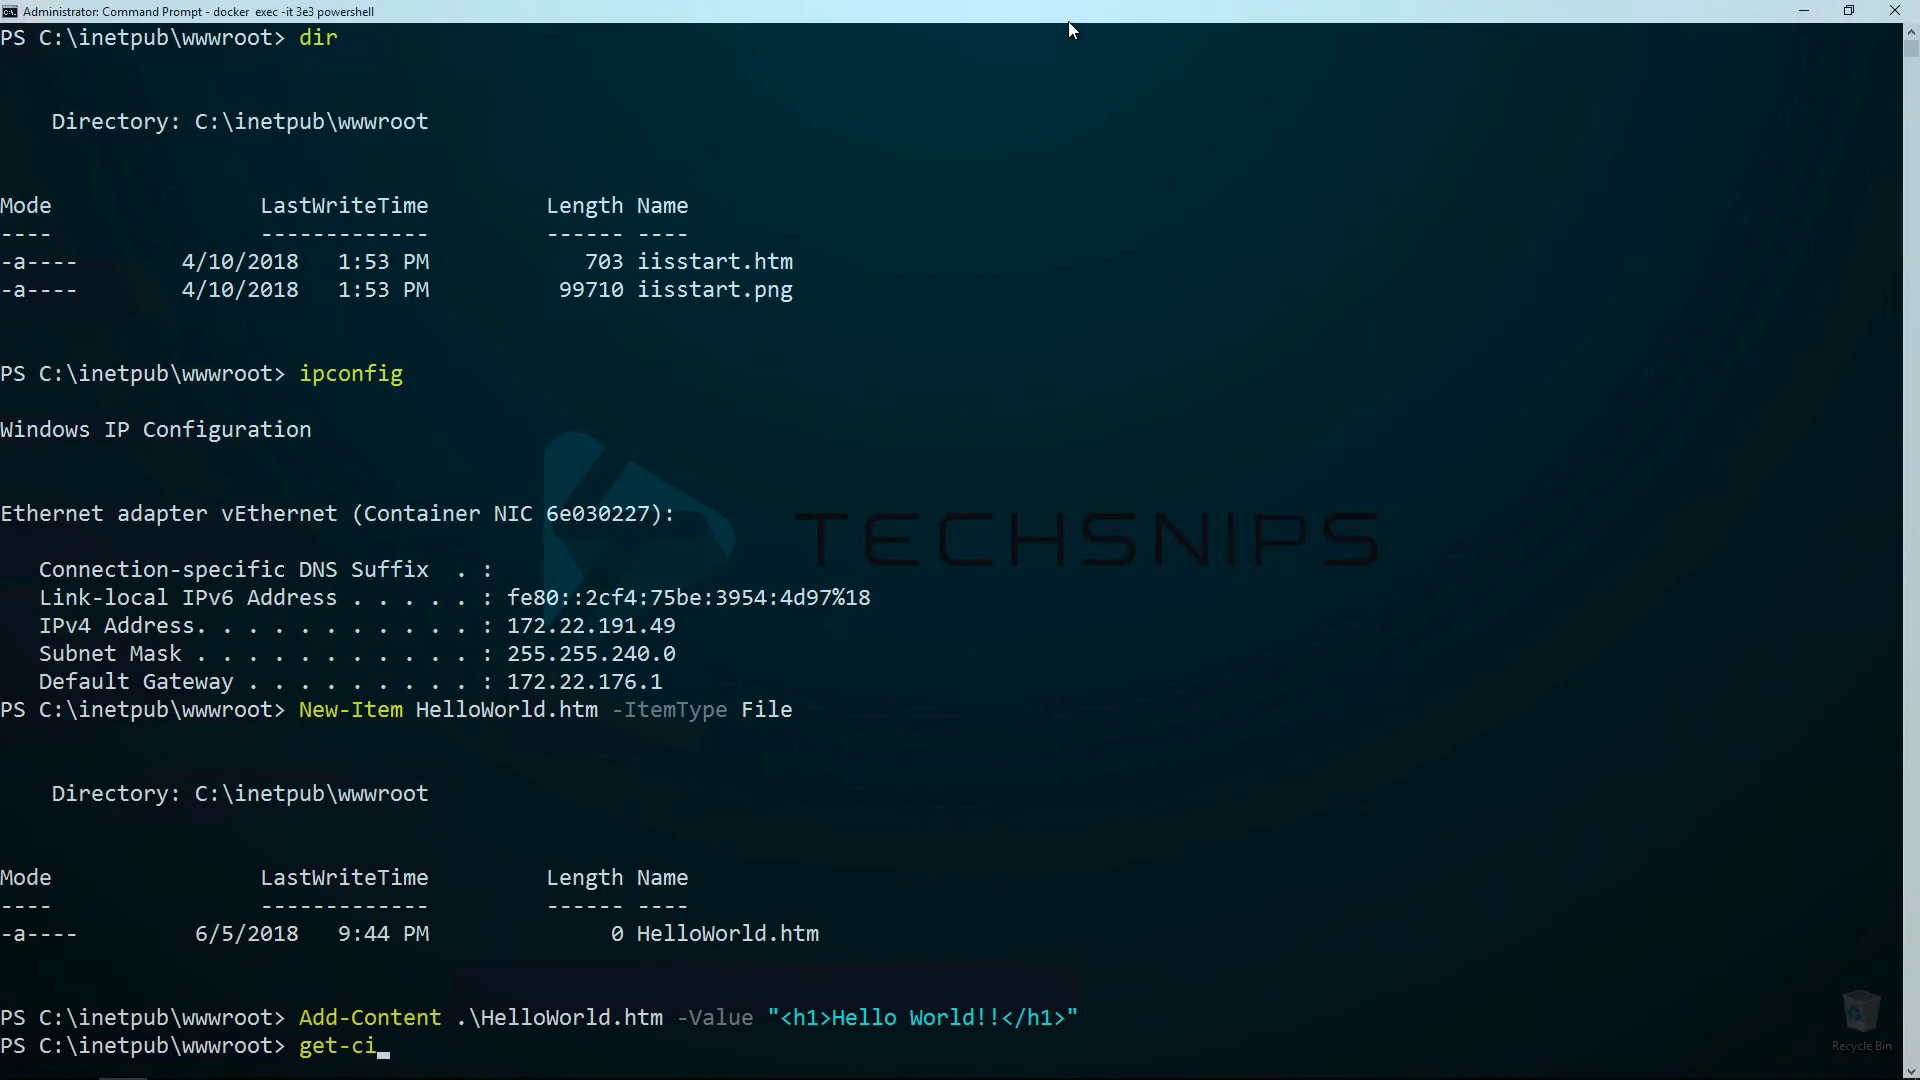 Administrator: Command Prompt - docker exec -it 3e3 powershell
PS C:\inetpub\wwwroot> dir
Directory: C:\inetpub\wwwroot
Mode LastWriteTime Length Name
---- ------------- ------ ----
-a---- 4/10/2018 1:53 PM 703 iisstart.htm
-a---- 4/10/2018 1:53 PM 99710 iisstart.png
PS C:\inetpub\wwwroot> ipconfig
Windows IP Configuration
Ethernet adapter vEthernet (Container NIC 6e030227):
TECHSNIPS
Connection-specific DNS Suffix . :
Link-local IPv6 Address . . . . . : fe80::2cf4:75be:3954:4d97%18
IPv4 Address. . . . . . . . . . . : 172.22.191.49
Subnet Mask . . . . . . . . . . . : 255.255.240.0
Default Gateway . . . . . . . . . : 172.22.176.1
PS C:\inetpub\wwwroot> New-Item HelloWorld.htm -ItemType File
Directory: C:\inetpub\wwwroot
Mode LastWriteTime Length Name
---- ------------- ------ ----
-a---- 6/5/2018 9:44 PM 0 HelloWorld.htm
PS C:\inetpub\wwwroot> Add-Content .\HelloWorld.htm -Value "<h1>Hello World!!</h1>"
PS C:\inetpub\wwwroot> get-ci_
Recycle Bin